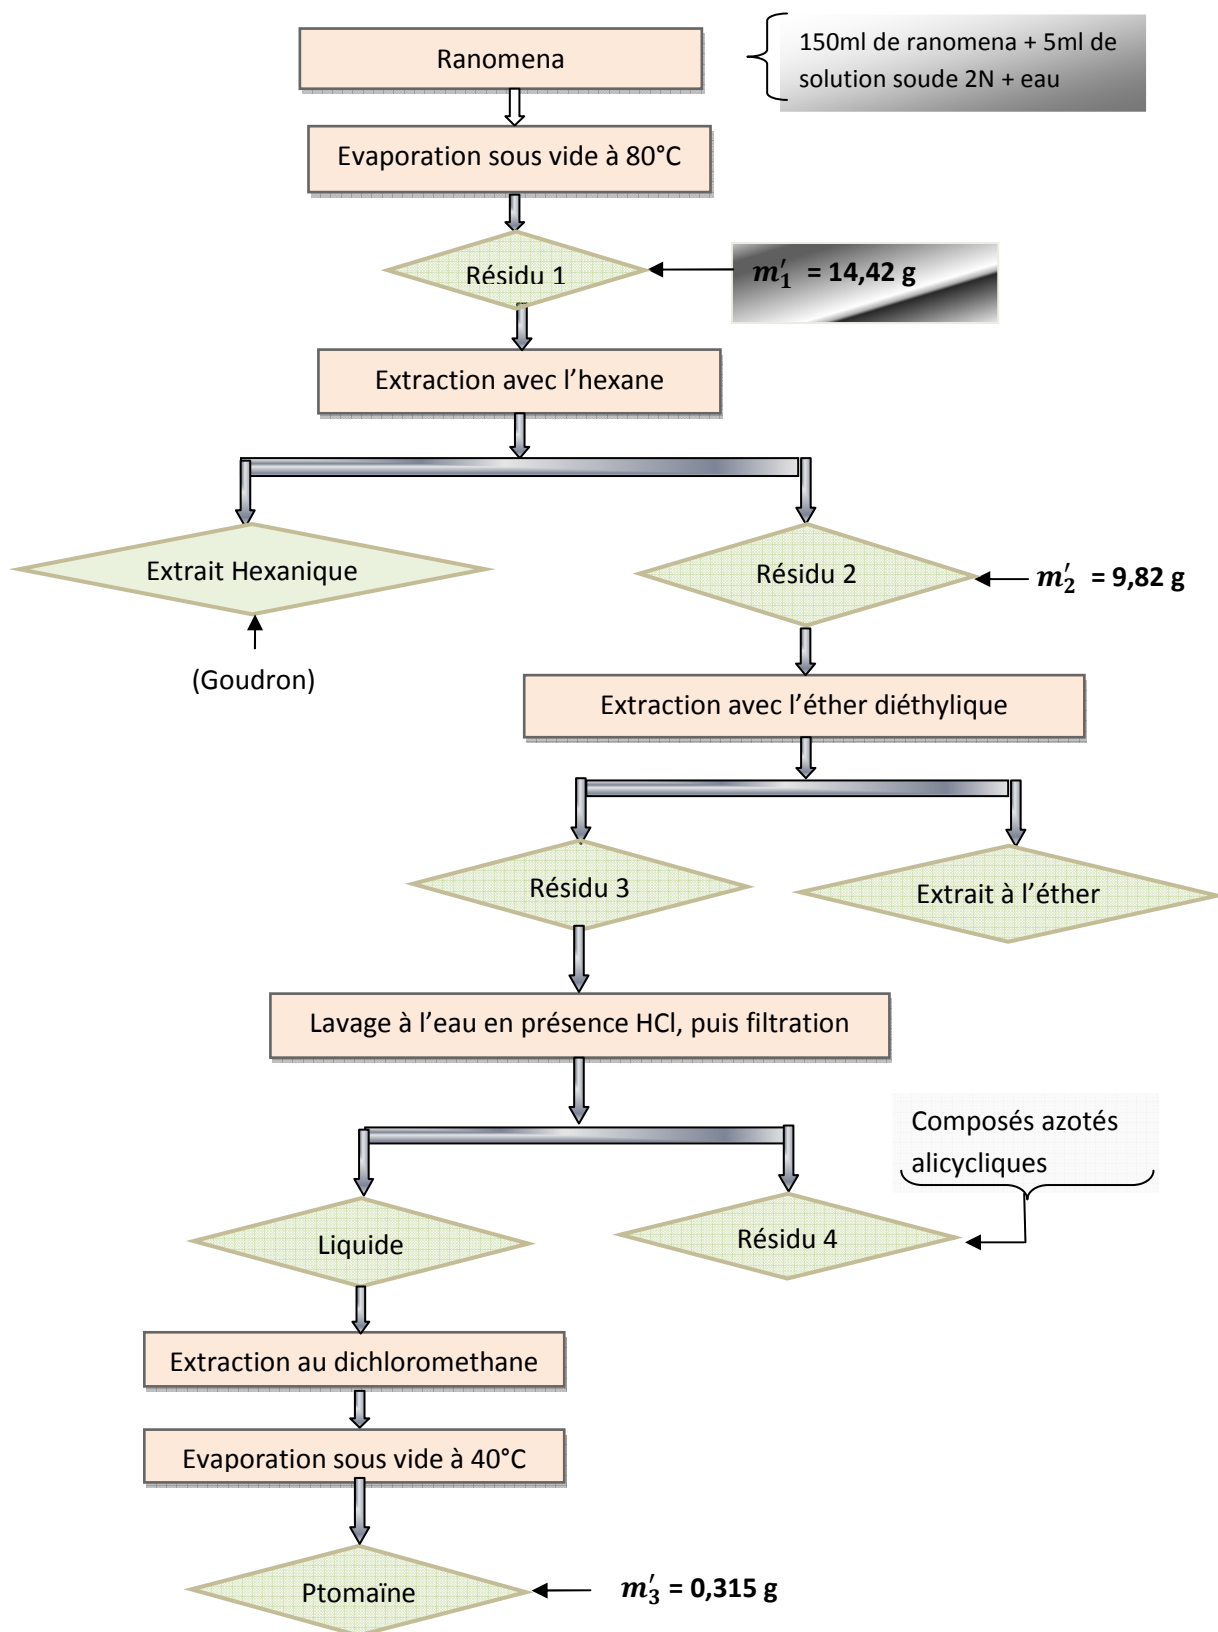 Ranomena
150ml de ranomena + 5ml de
solution soude 2N + eau
Evaporation sous vide à 80°C
Résidu 1
m′₁ = 14,42 g
Extraction avec l’hexane
Extrait Hexanique
(Goudron)
Résidu 2
m′₂ = 9,82 g
Extraction avec l’éther diéthylique
Résidu 3
Extrait à l’éther
Lavage à l’eau en présence HCl, puis filtration
Composés azotés
alicycliques
Liquide
Résidu 4
Extraction au dichloromethane
Evaporation sous vide à 40°C
Ptomaïne
m′₃ = 0,315 g